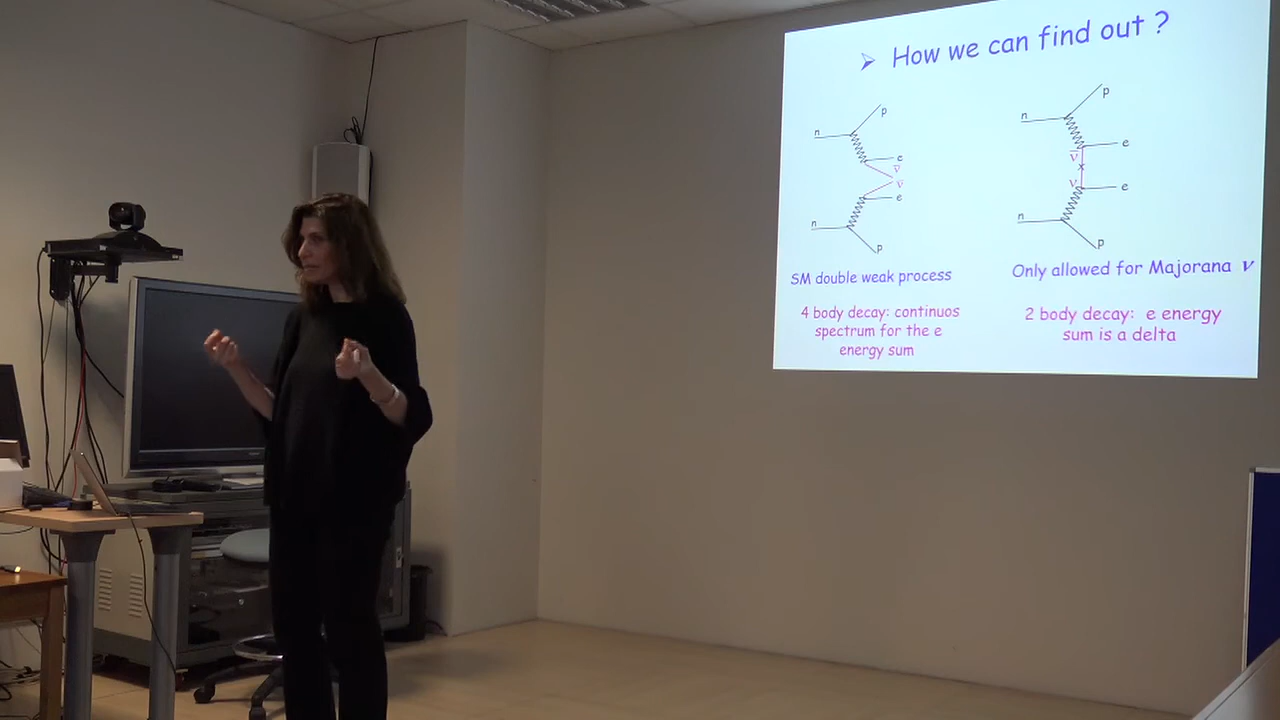 ➢ How we can find out ?
n
p
e
ν̅
ν̅
e
n
p
n
p
e
ν̅
ν
e
n
p
SM double weak process
4 body decay: continuos
spectrum for the e
energy sum
Only allowed for Majorana ν
2 body decay: e energy
sum is a delta